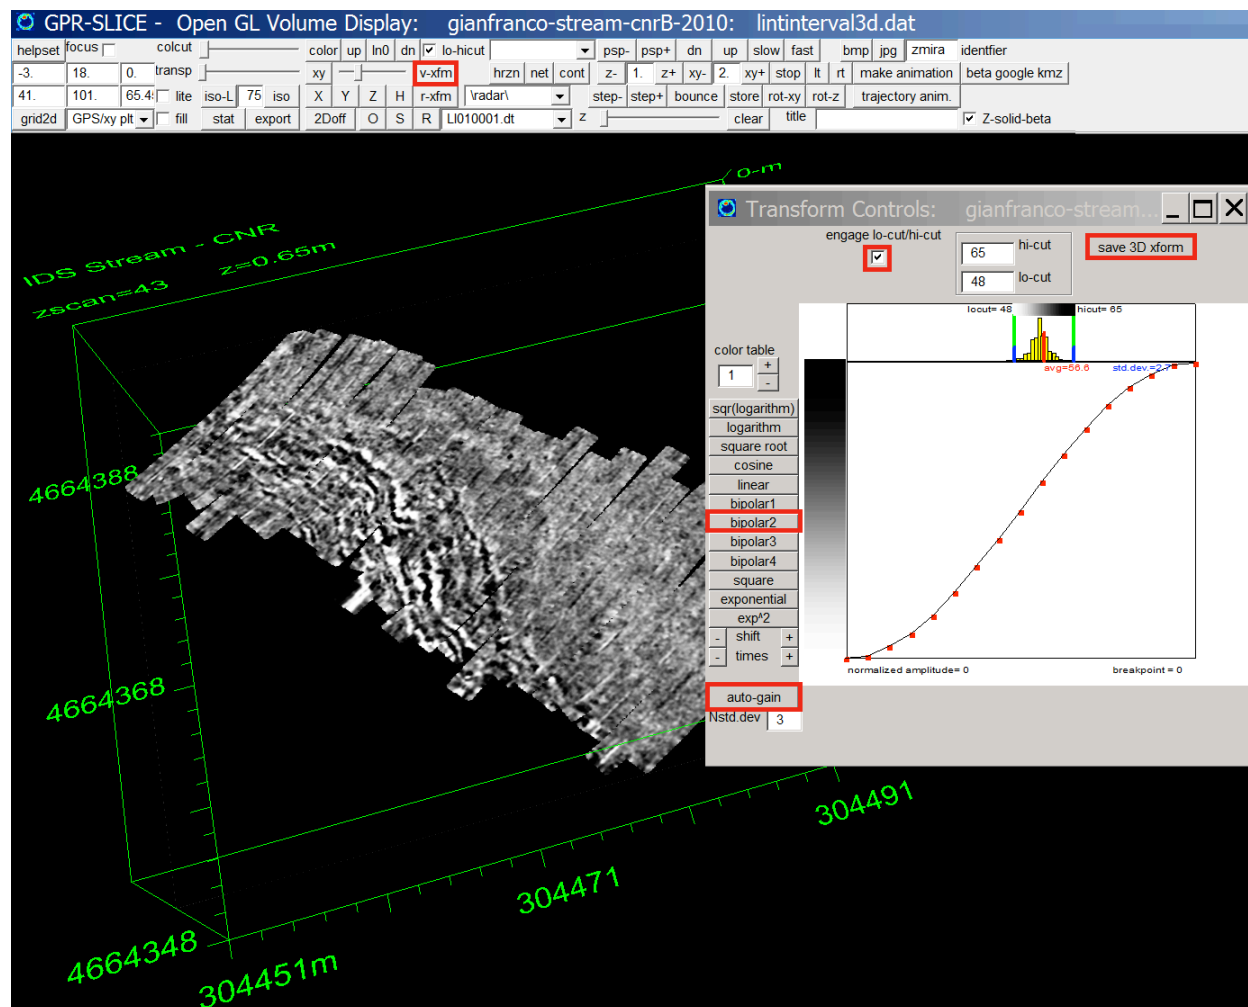 GPR-SLICE - Open GL Volume Display: gianfranco-stream-cnrB-2010: lintinterval3d.dat
helpset focus colcut color up ln0 dn lo-hicut psp- psp+ dn up slow fast bmp jpg zmira identfier
-3. 18. 0. transp xy v-xfm hrzn net cont z- 1. z+ xy- 2. xy+ stop lt rt make animation beta google kmz
41. 101. lite iso-L 75 iso X Y Z H r-xfm \radar\ step- step+ bounce store rot-xy rot-z trajectory anim.
grid2d GPS/xy plt fill stat export 2Doff O S R LI010001.dt z clear title Z-solid-beta
0-m
IDS Stream - CNR
zscan=43 z=0.65m
4664388
4664368
4664348
304451m
304471
304491
Transform Controls: gianfranco-stream...
engage lo-cut/hi-cut
65 hi-cut
48 lo-cut
save 3D xform
locut= 48 hicut= 65
avg=56.6 std.dev.=2.7
color table
1 + -
sqr(logarithm)
logarithm
square root
cosine
linear
bipolar1
bipolar2
bipolar3
bipolar4
square
exponential
exp^2
- shift +
- times +
normalized amplitude= 0 breakpoint = 0
auto-gain
Nstd.dev 3